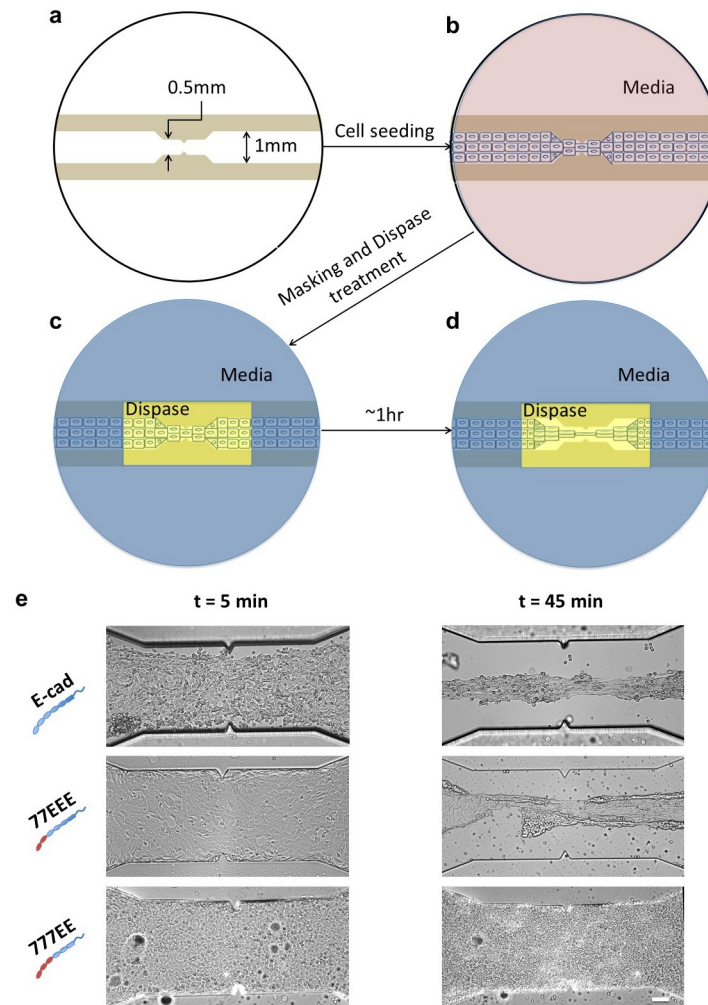 a
b
0.5mm
1mm
Cell seeding
Media
Masking and Dispase
treatment
c
d
Media
Dispase
~1hr
Media
Dispase
e
t = 5 min
t = 45 min
E-cad
77EEE
777EE